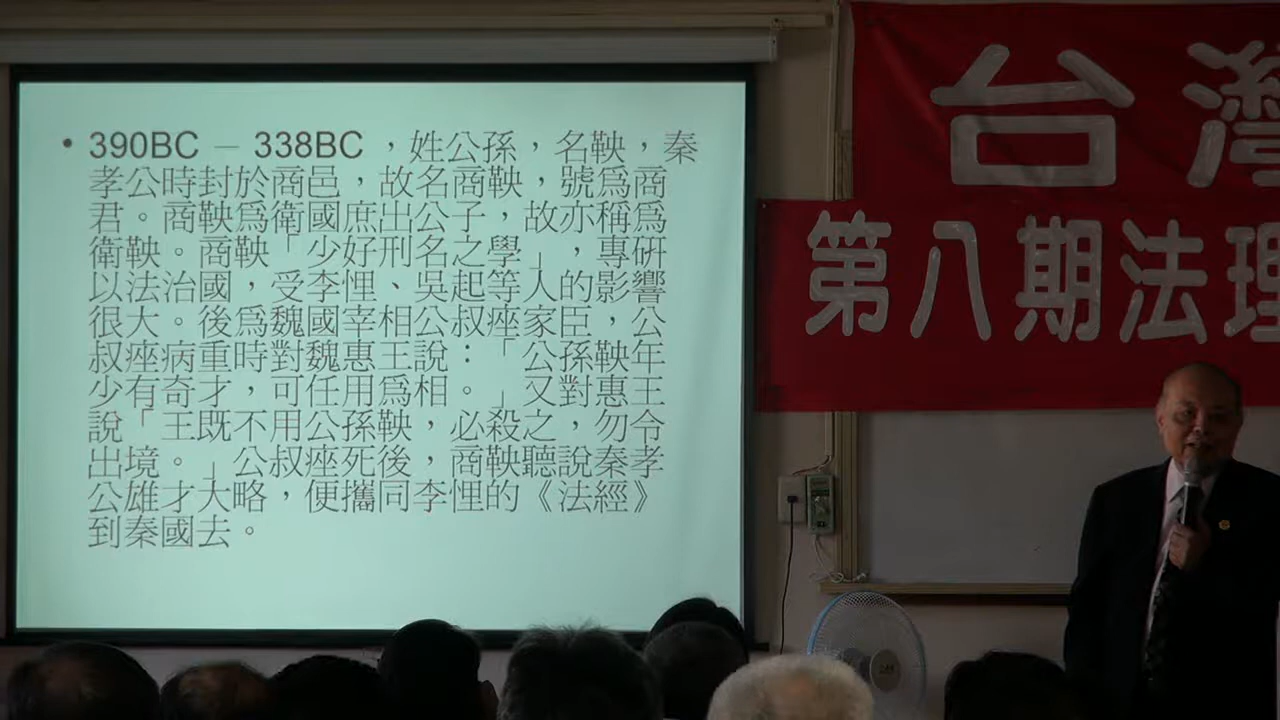 • 390BC – 338BC，姓公孫，名鞅，秦
孝公時封於商邑，故名商鞅，號爲商
君。商鞅爲衛國庶出公子，故亦稱爲
衛鞅。商鞅「少好刑名之學」，專研
以法治國，受李悝、吳起等人的影響
很大。後爲魏國宰相公叔座家臣，公
叔座病重時對魏惠王說：「公孫鞅年
少有奇才，可任用爲相。」又對惠王
說「王既不用公孫鞅，必殺之，勿令
出境。」公叔座死後，商鞅聽說秦孝
公雄才大略，便攜同李悝的《法經》
到秦國去。
台灣
第八期法理